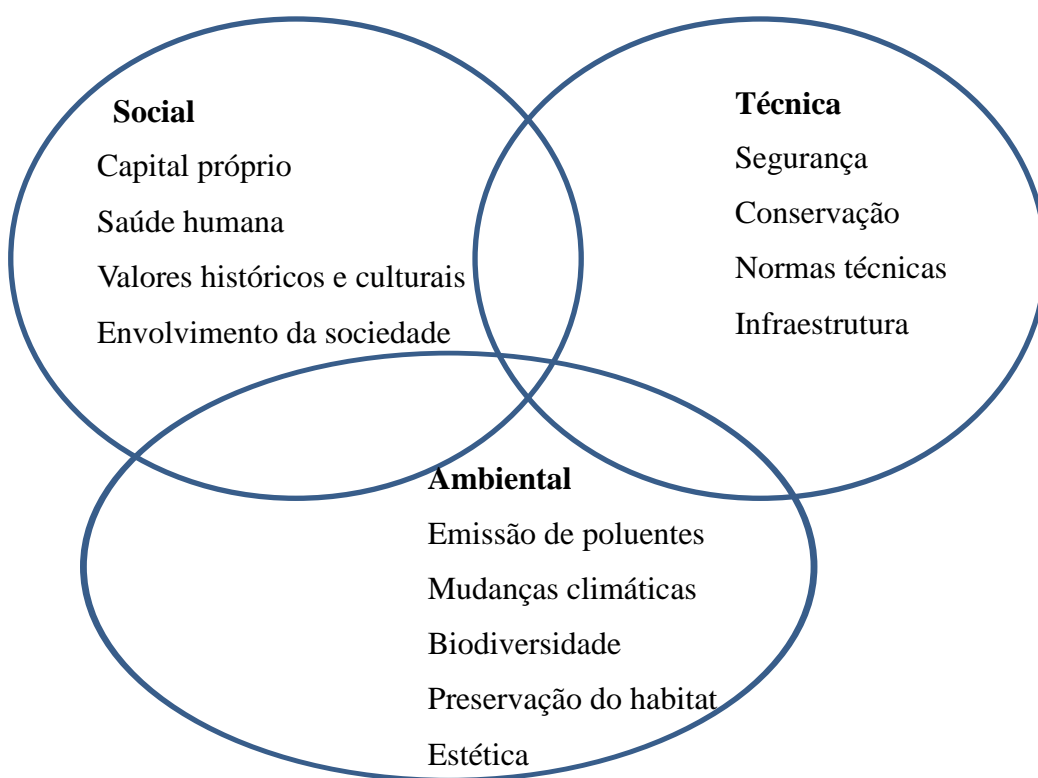 Social
Capital próprio
Saúde humana
Valores históricos e culturais
Envolvimento da sociedade
Técnica
Segurança
Conservação
Normas técnicas
Infraestrutura
Ambiental
Emissão de poluentes
Mudanças climáticas
Biodiversidade
Preservação do habitat
Estética